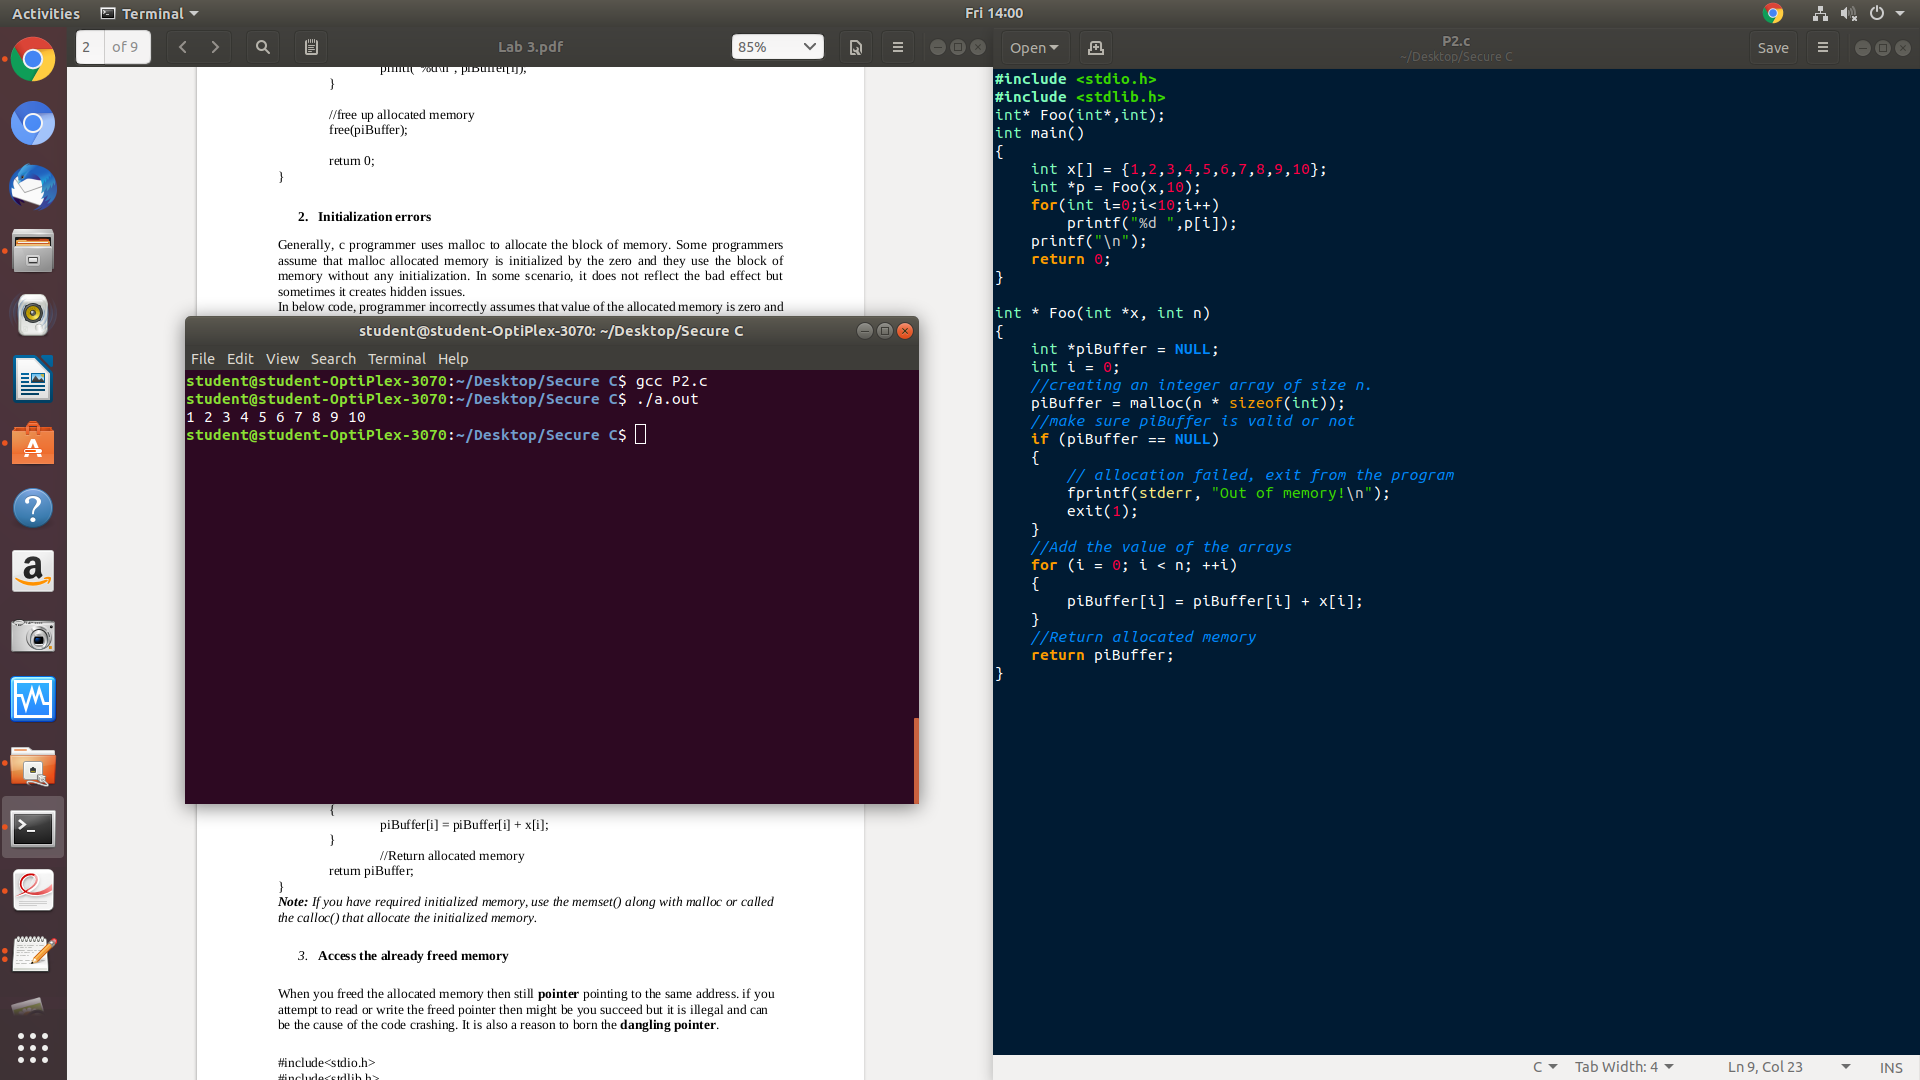 Activities
Terminal
Fri 14:00
2
of 9
Lab 3.pdf
85%
printf("%d\n", piBuffer[i]);
}
//free up allocated memory
free(piBuffer);
return 0;
}
2. Initialization errors
Generally, c programmer uses malloc to allocate the block of memory. Some programmers
assume that malloc allocated memory is initialized by the zero and they use the block of
memory without any initialization. In some scenario, it does not reflect the bad effect but
sometimes it creates hidden issues.
In below code, programmer incorrectly assumes that value of the allocated memory is zero and
student@student-OptiPlex-3070: ~/Desktop/Secure C
File Edit View Search Terminal Help
student@student-OptiPlex-3070:~/Desktop/Secure C$ gcc P2.c
student@student-OptiPlex-3070:~/Desktop/Secure C$ ./a.out
1 2 3 4 5 6 7 8 9 10
student@student-OptiPlex-3070:~/Desktop/Secure C$
{
piBuffer[i] = piBuffer[i] + x[i];
}
//Return allocated memory
return piBuffer;
}
Note: If you have required initialized memory, use the memset() along with malloc or called
the calloc() that allocate the initialized memory.
3. Access the already freed memory
When you freed the allocated memory then still pointer pointing to the same address. if you
attempt to read or write the freed pointer then might be you succeed but it is illegal and can
be the cause of the code crashing. It is also a reason to born the dangling pointer.
#include<stdio.h>
#include<stdlib.h>
Open
P2.c
~/Desktop/Secure C
Save
#include <stdio.h>
#include <stdlib.h>
int* Foo(int*,int);
int main()
{
    int x[] = {1,2,3,4,5,6,7,8,9,10};
    int *p = Foo(x,10);
    for(int i=0;i<10;i++)
        printf("%d ",p[i]);
    printf("\n");
    return 0;
}
int * Foo(int *x, int n)
{
    int *piBuffer = NULL;
    int i = 0;
    //creating an integer array of size n.
    piBuffer = malloc(n * sizeof(int));
    //make sure piBuffer is valid or not
    if (piBuffer == NULL)
    {
        // allocation failed, exit from the program
        fprintf(stderr, "Out of memory!\n");
        exit(1);
    }
    //Add the value of the arrays
    for (i = 0; i < n; ++i)
    {
        piBuffer[i] = piBuffer[i] + x[i];
    }
    //Return allocated memory
    return piBuffer;
}
C
Tab Width: 4
Ln 9, Col 23
INS